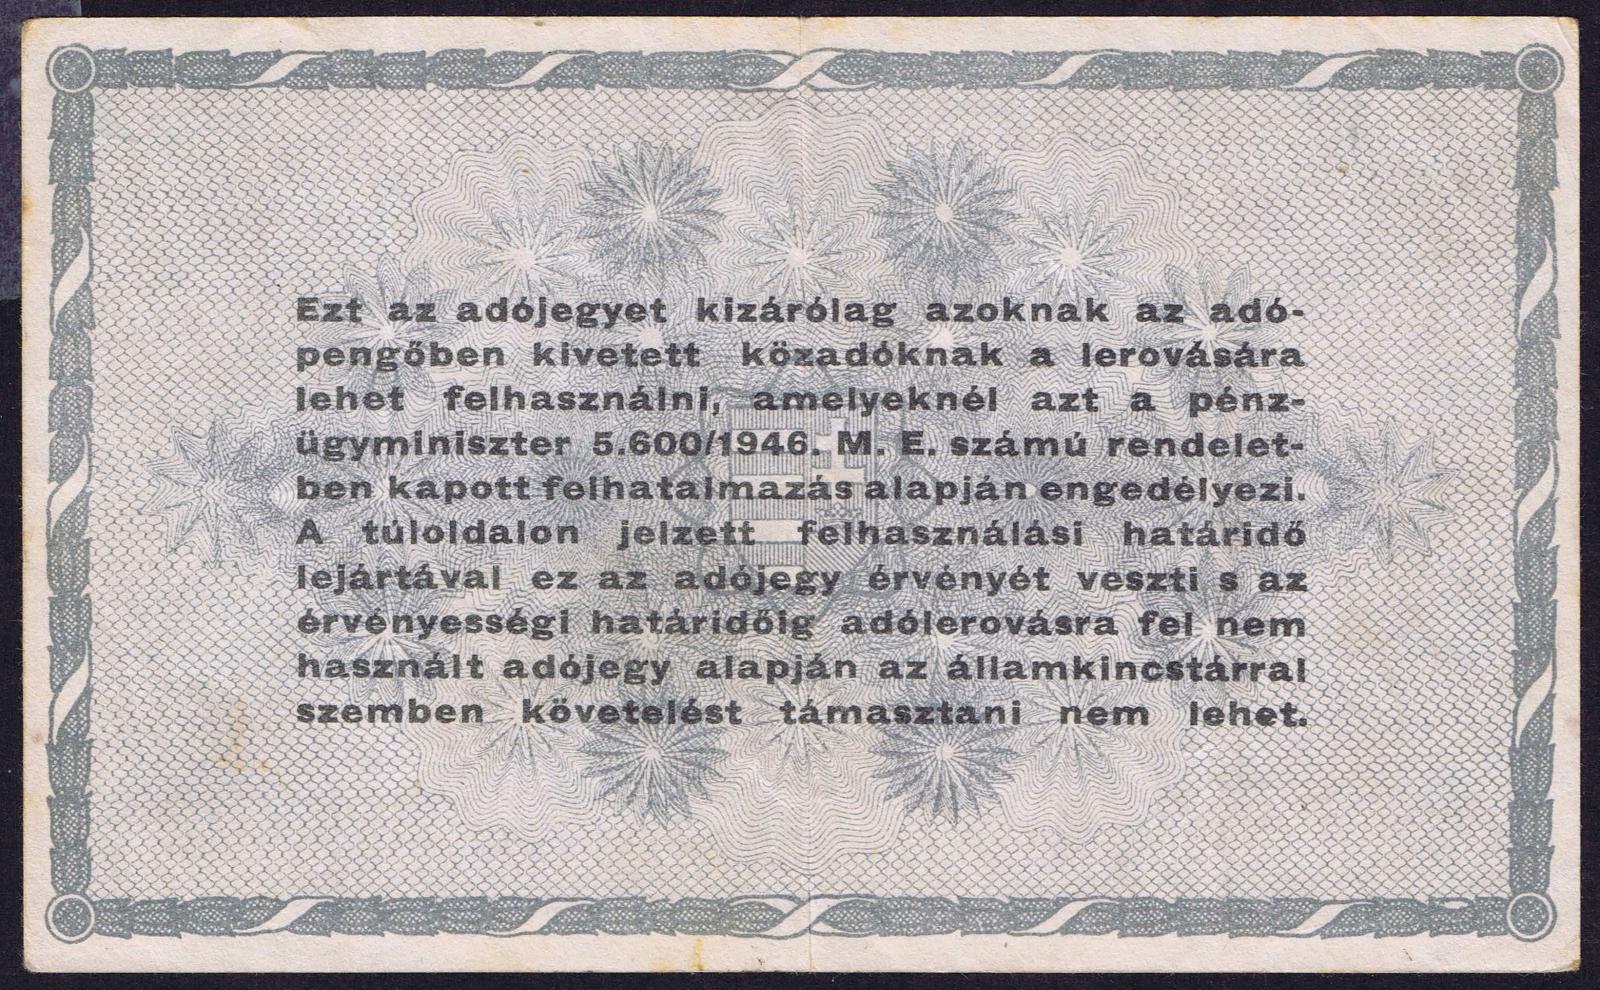 Ezt az adójegyet kizárólag azoknak az adó-
pengőben kivetett közadóknak a lerovására
lehet felhasználni, amelyeknél azt a pénz-
ügyminiszter 5.600/1946. M. E. számú rendelet-
ben kapott felhatalmazás alapján engedélyezi.
A túloldalon jelzett felhasználási határidő
lejártával ez az adójegy érvényét veszti s az
érvényességi határidőig adólerovásra fel nem
használt adójegy alapján az államkincstárral
szemben követelést támasztani nem lehet.